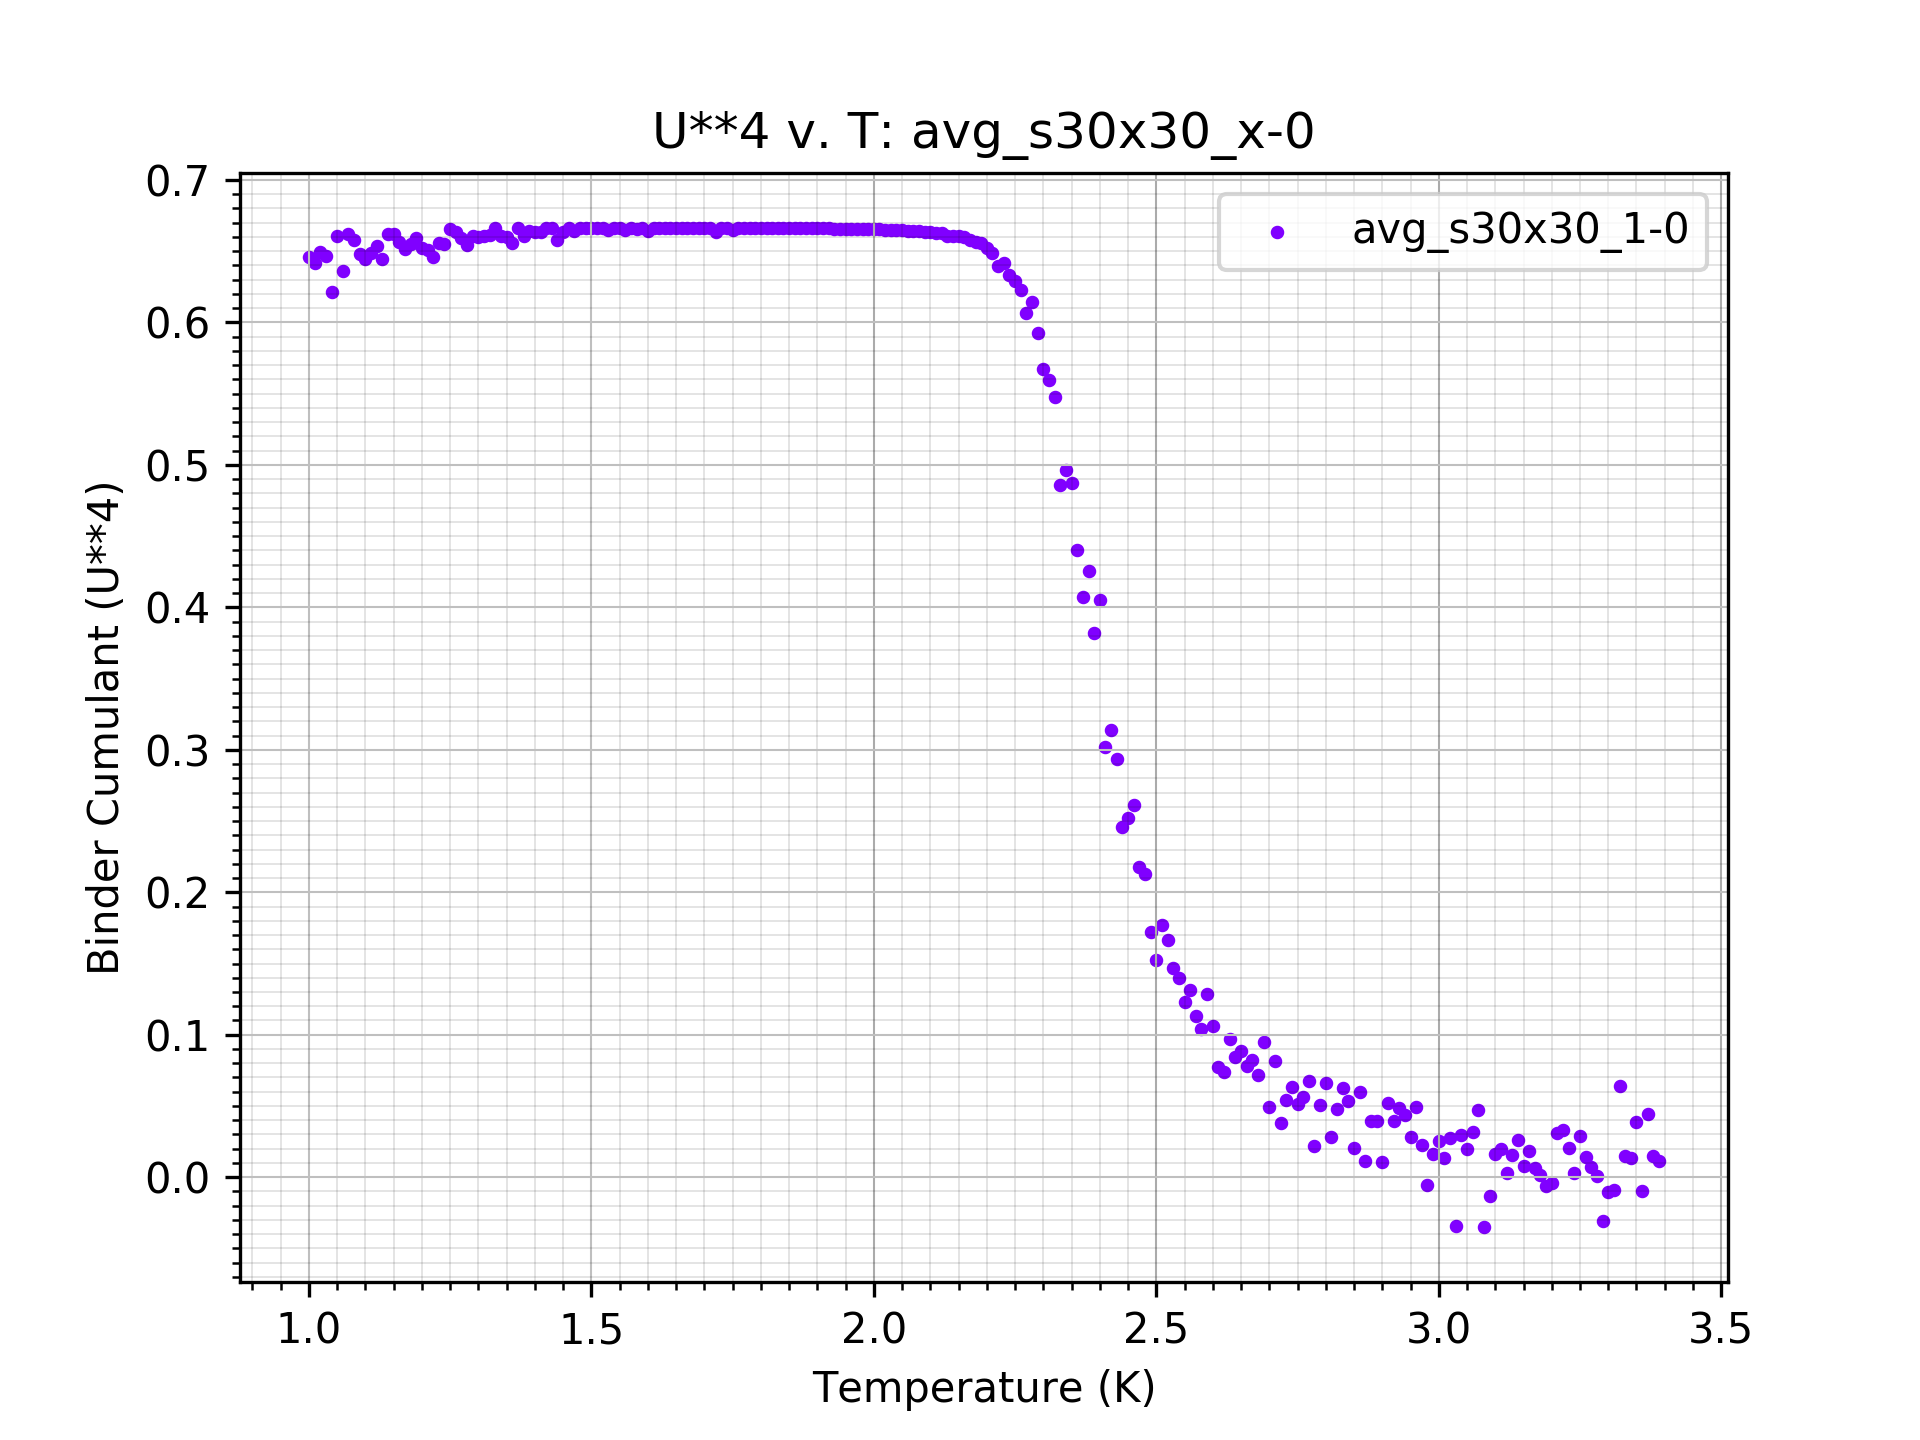 U**4 v. T: avg_s30x30_x-0
avg_s30x30_1-0
Binder Cumulant (U**4)
0.7
0.6
0.5
0.4
0.3
0.2
0.1
0.0
1.0 1.5 2.0 2.5 3.0 3.5
Temperature (K)